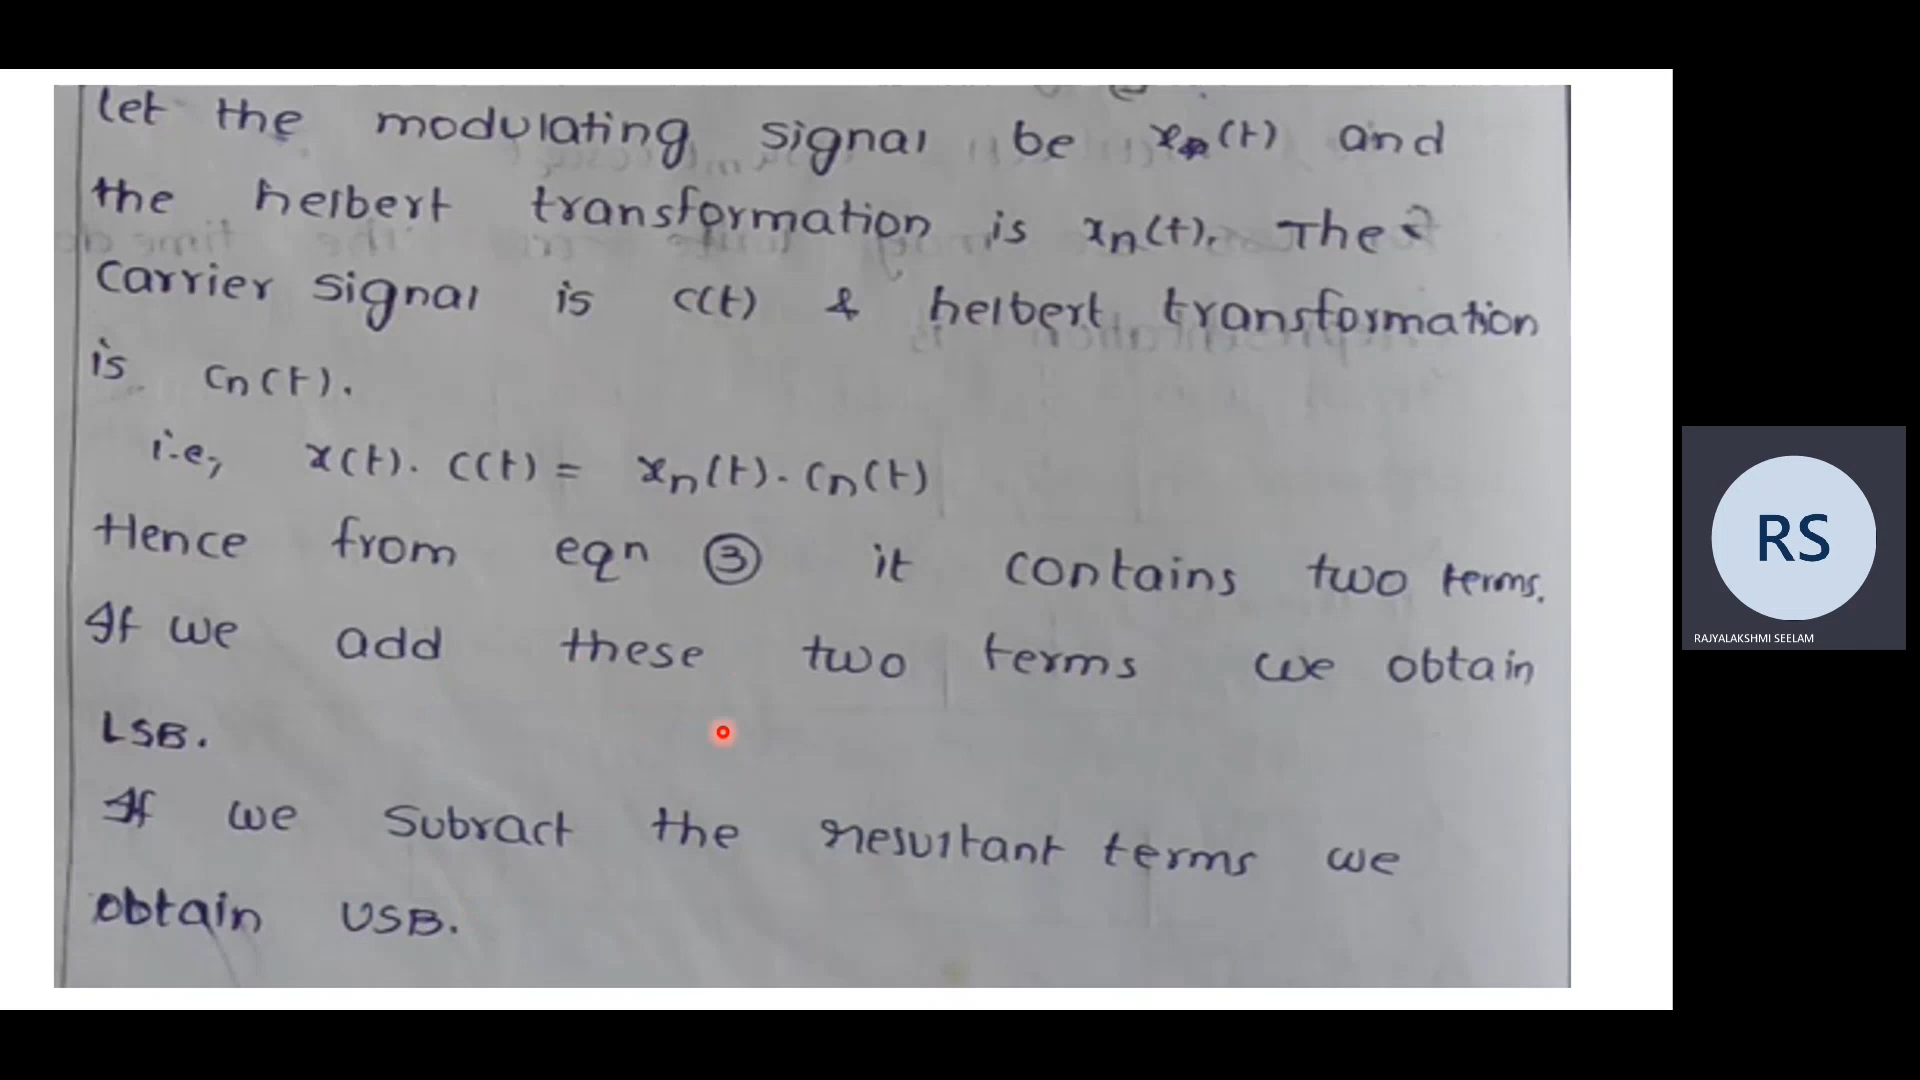 let the modulating signal be x(t) and
the helbert transformation is xn(t). The
carrier signal is c(t) & helbert transformation
is cn(t).
i.e, x(t). c(t) = xn(t). cn(t)
Hence from eqn ③ it contains two terms.
If we add these two terms we obtain
LSB.
If we Subract the resultant terms we
obtain USB.
RS
RAJYALAKSHMI SEELAM